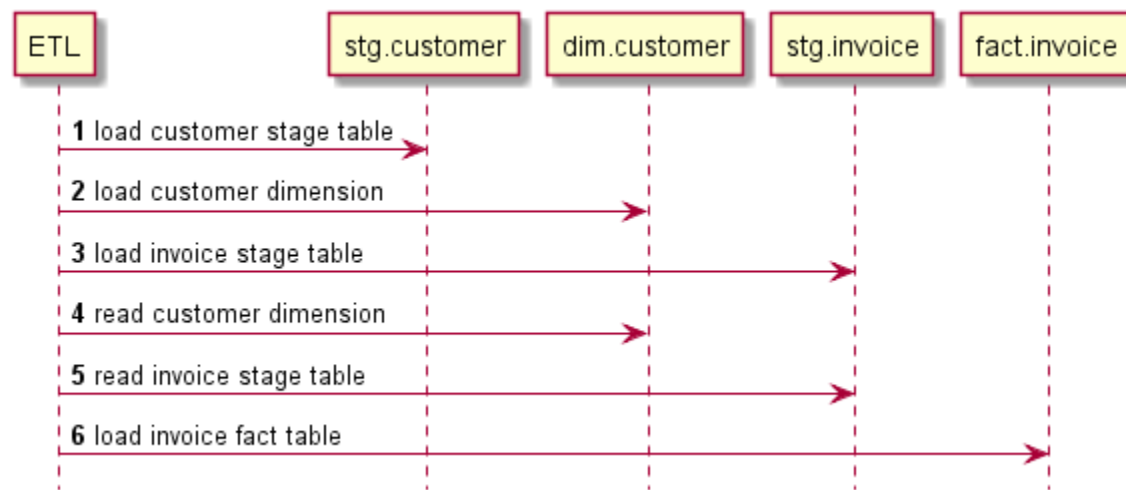 ETL stg.customer dim.customer stg.invoice fact.invoice
1 load customer stage table
2 load customer dimension
3 load invoice stage table
4 read customer dimension
5 read invoice stage table
6 load invoice fact table